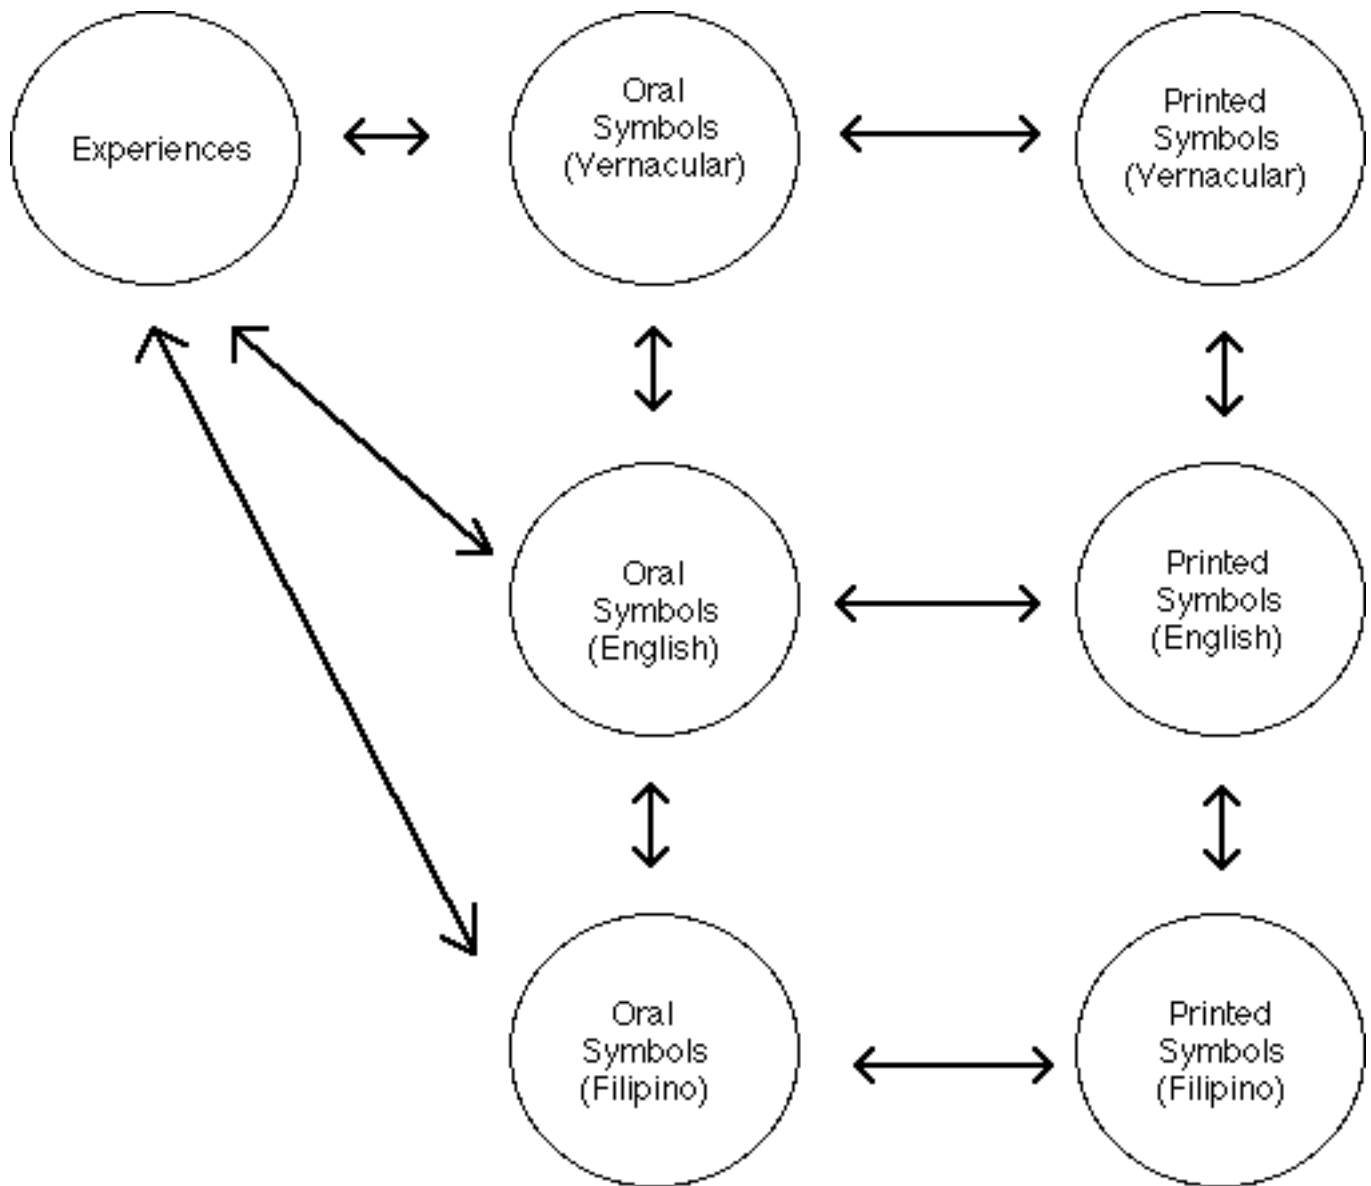 Experiences
Oral
Symbols
(Vernacular)
Printed
Symbols
(Vernacular)
Oral
Symbols
(English)
Printed
Symbols
(English)
Oral
Symbols
(Filipino)
Printed
Symbols
(Filipino)